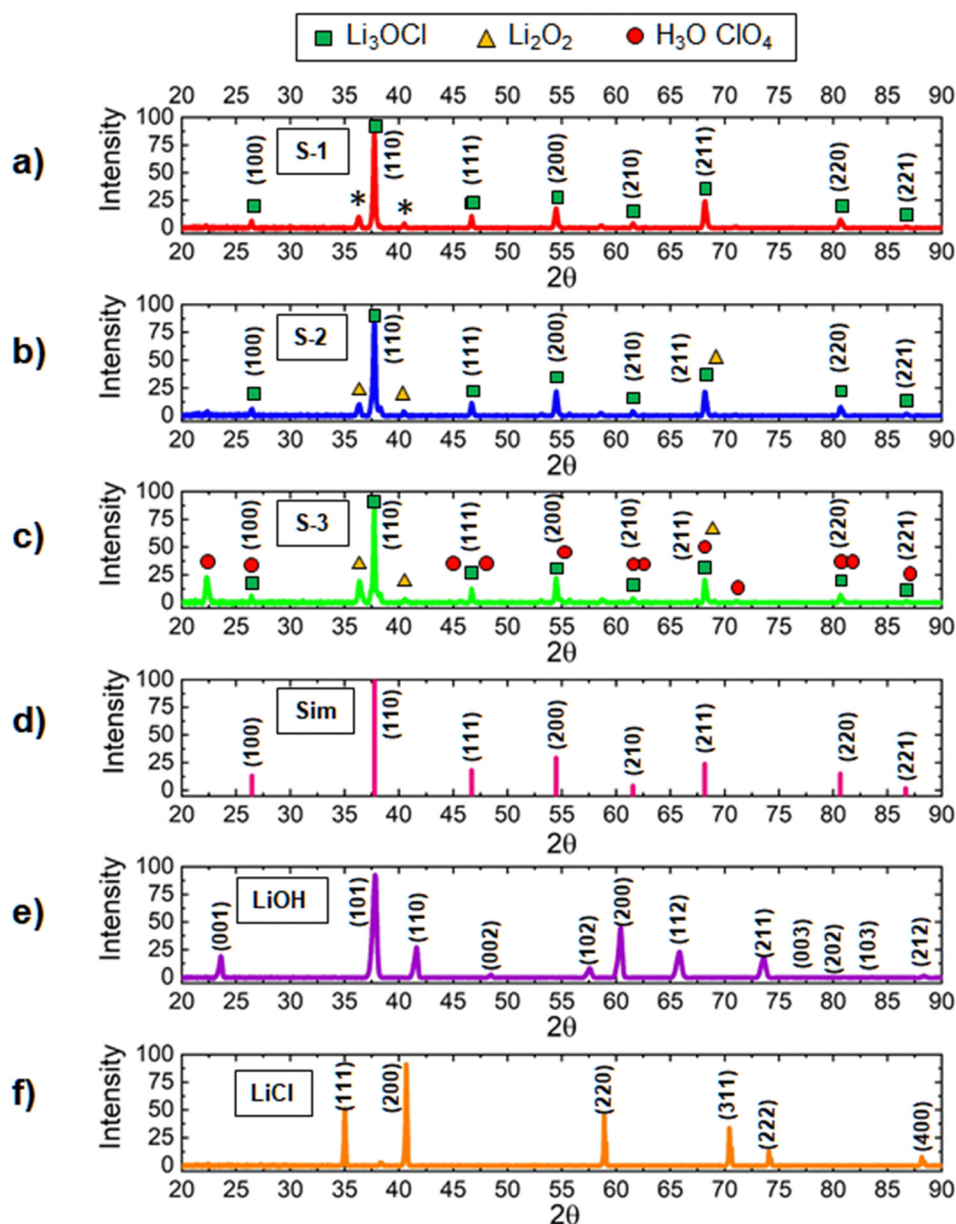 Li₃OCl Li₂O₂ H₃O ClO₄
20 25 30 35 40 45 50 55 60 65 70 75 80 85 90
a)
Intensity
100
75
50
25
0
S-1
(100) (110) (111) (200) (210) (211) (220) (221)
* *
20 25 30 35 40 45 50 55 60 65 70 75 80 85 90
2θ
b)
Intensity
100
75
50
25
0
S-2
(100) (110) (111) (200) (210) (211) (220) (221)
20 25 30 35 40 45 50 55 60 65 70 75 80 85 90
2θ
c)
Intensity
100
75
50
25
0
S-3
(100) (110) (111) (200) (210) (211) (220) (221)
20 25 30 35 40 45 50 55 60 65 70 75 80 85 90
2θ
d)
Intensity
100
75
50
25
0
Sim
(100) (110) (111) (200) (210) (211) (220) (221)
20 25 30 35 40 45 50 55 60 65 70 75 80 85 90
2θ
e)
Intensity
100
75
50
25
0
LiOH
(001) (101) (110) (002) (102) (200) (112) (211) (003) (202) (103) (212)
20 25 30 35 40 45 50 55 60 65 70 75 80 85 90
2θ
f)
Intensity
100
75
50
25
0
LiCl
(111) (200) (220) (311) (222) (400)
20 25 30 35 40 45 50 55 60 65 70 75 80 85 90
2θ